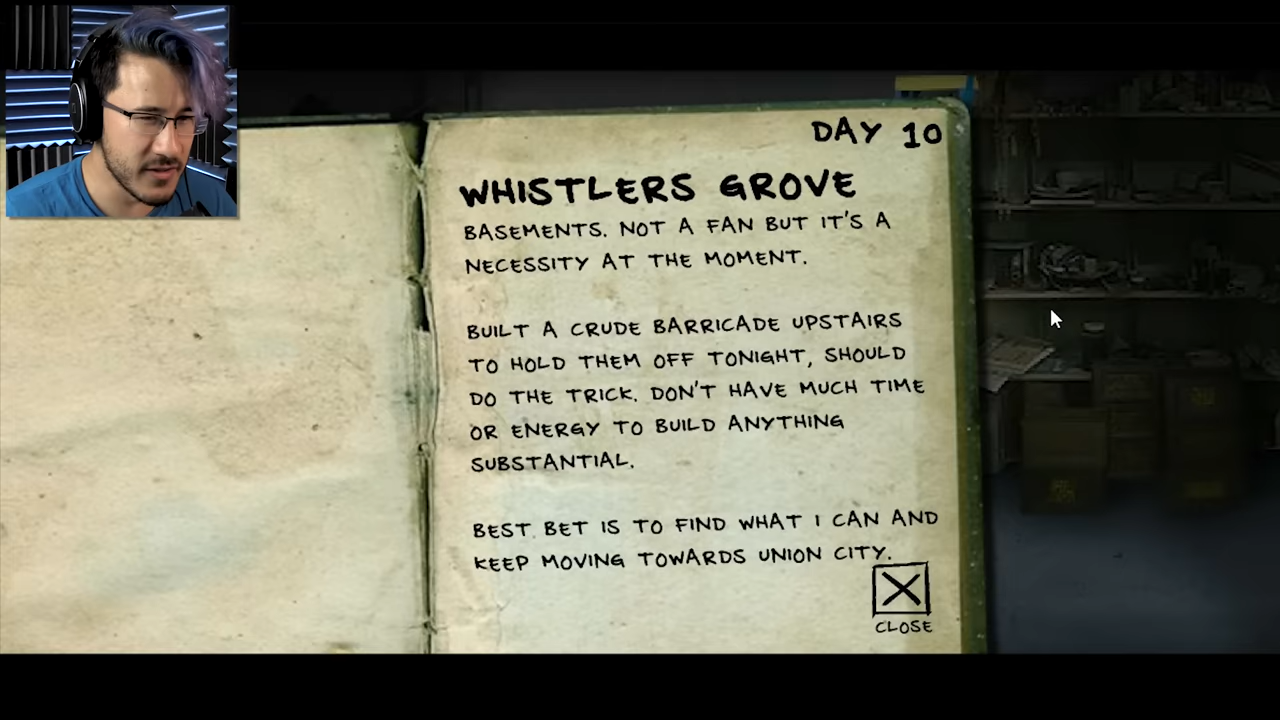 DAY 10
WHISTLERS GROVE
BASEMENTS. NOT A FAN BUT IT'S A
NECESSITY AT THE MOMENT.
BUILT A CRUDE BARRICADE UPSTAIRS
TO HOLD THEM OFF TONIGHT, SHOULD
DO THE TRICK. DON'T HAVE MUCH TIME
OR ENERGY TO BUILD ANYTHING
SUBSTANTIAL.
BEST BET IS TO FIND WHAT I CAN AND
KEEP MOVING TOWARDS UNION CITY.
CLOSE